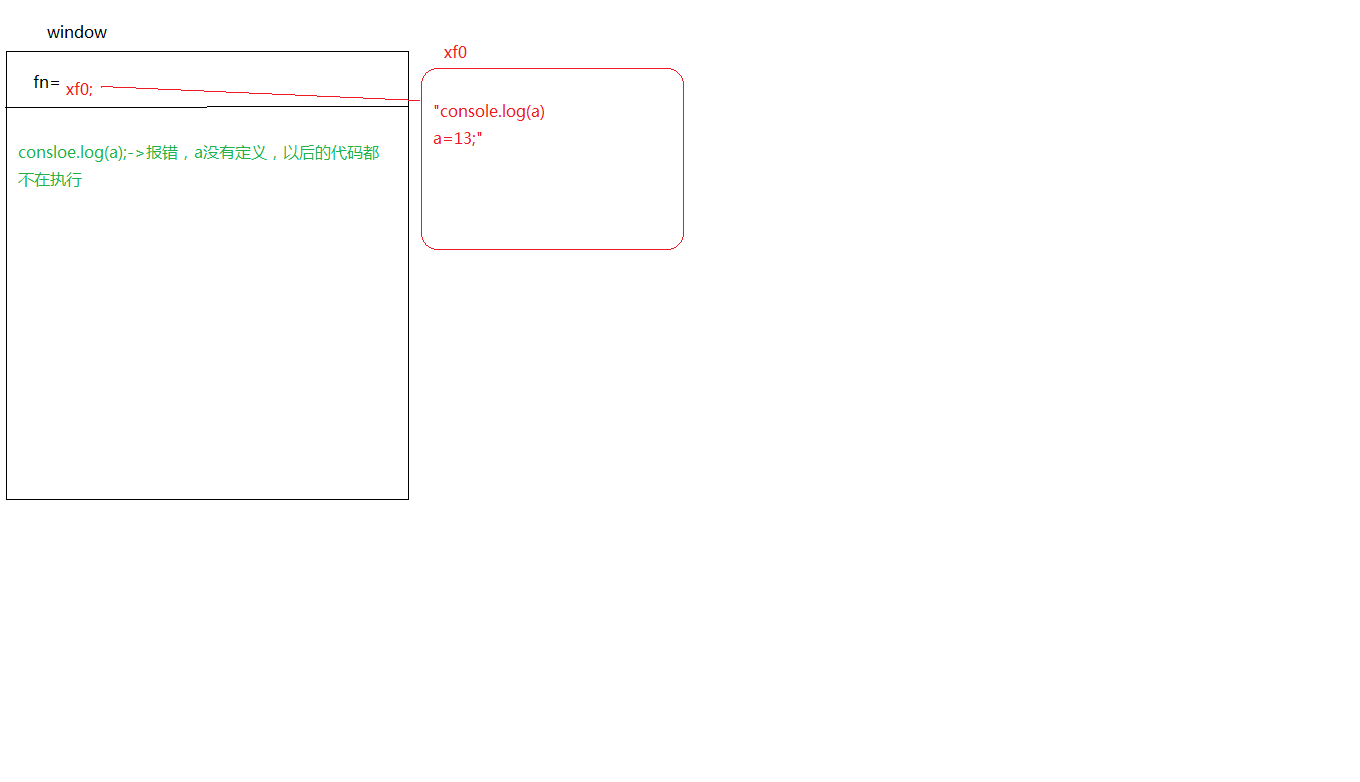 window
xf0
fn= xf0;
"console.log(a)
a=13;"
consloe.log(a);->报错，a没有定义，以后的代码都
不在执行